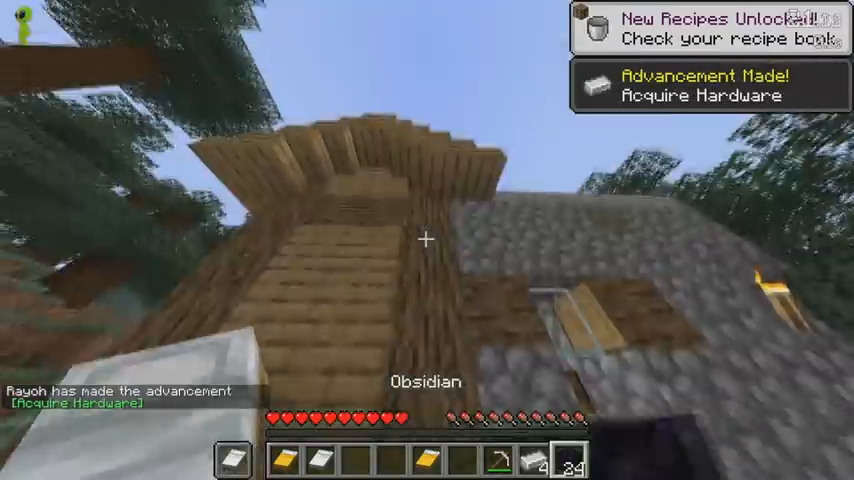 New Recipes Unlocked!
Check your recipe book
Advancement Made!
Acquire Hardware
Obsidian
Rayoh has made the advancement
[Acquire Hardware]
4
24